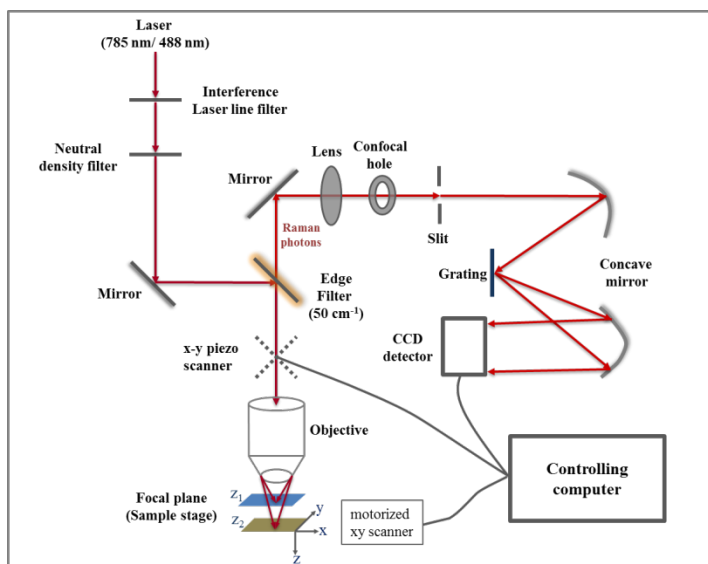 Laser
(785 nm/ 488 nm)
Interference
Laser line filter
Neutral
density filter
Mirror
Lens
Confocal
hole
Mirror
Raman
photons
Slit
Edge
Filter
(50 cm⁻¹)
Grating
Concave
mirror
CCD
detector
x-y piezo
scanner
Objective
Focal plane
(Sample stage)
z₁
z₂
y
x
z
motorized
xy scanner
Controlling
computer